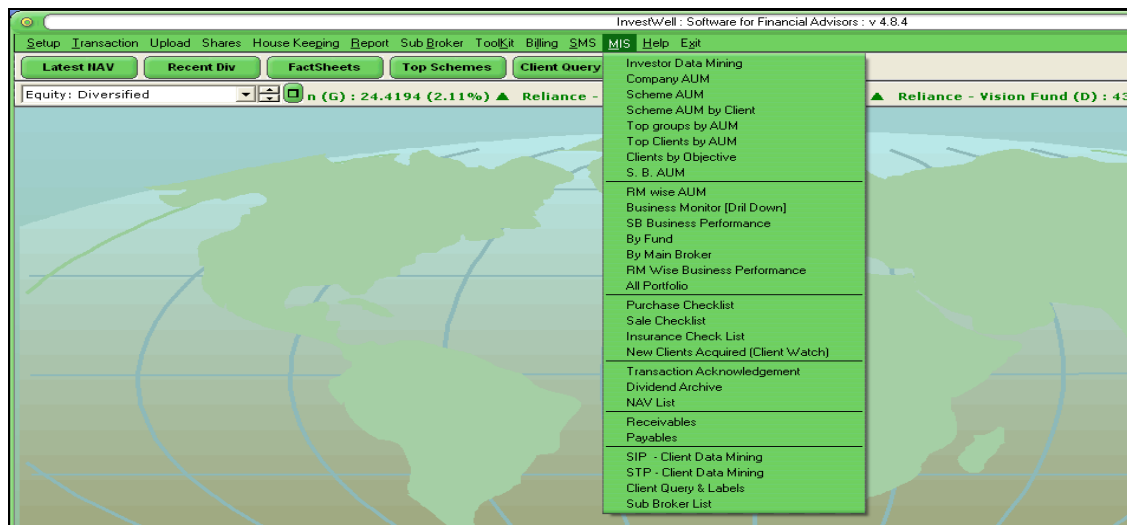 InvestWell : Software for Financial Advisors : v 4.8.4
Setup Transaction Upload Shares House Keeping Report Sub Broker ToolKit Billing SMS MIS Help Exit
Latest NAV Recent Div FactSheets Top Schemes Client Query
Equity: Diversified n (G) : 24.4194 (2.11%) ▲ Reliance - ▲ Reliance - Vision Fund (D) : 43
Investor Data Mining
Company AUM
Scheme AUM
Scheme AUM by Client
Top groups by AUM
Top Clients by AUM
Clients by Objective
S. B. AUM
RM wise AUM
Business Monitor [Dril Down]
SB Business Performance
By Fund
By Main Broker
RM Wise Business Performance
All Portfolio
Purchase Checklist
Sale Checklist
Insurance Check List
New Clients Acquired (Client Watch)
Transaction Acknowledgement
Dividend Archive
NAV List
Receivables
Payables
SIP - Client Data Mining
STP - Client Data Mining
Client Query & Labels
Sub Broker List